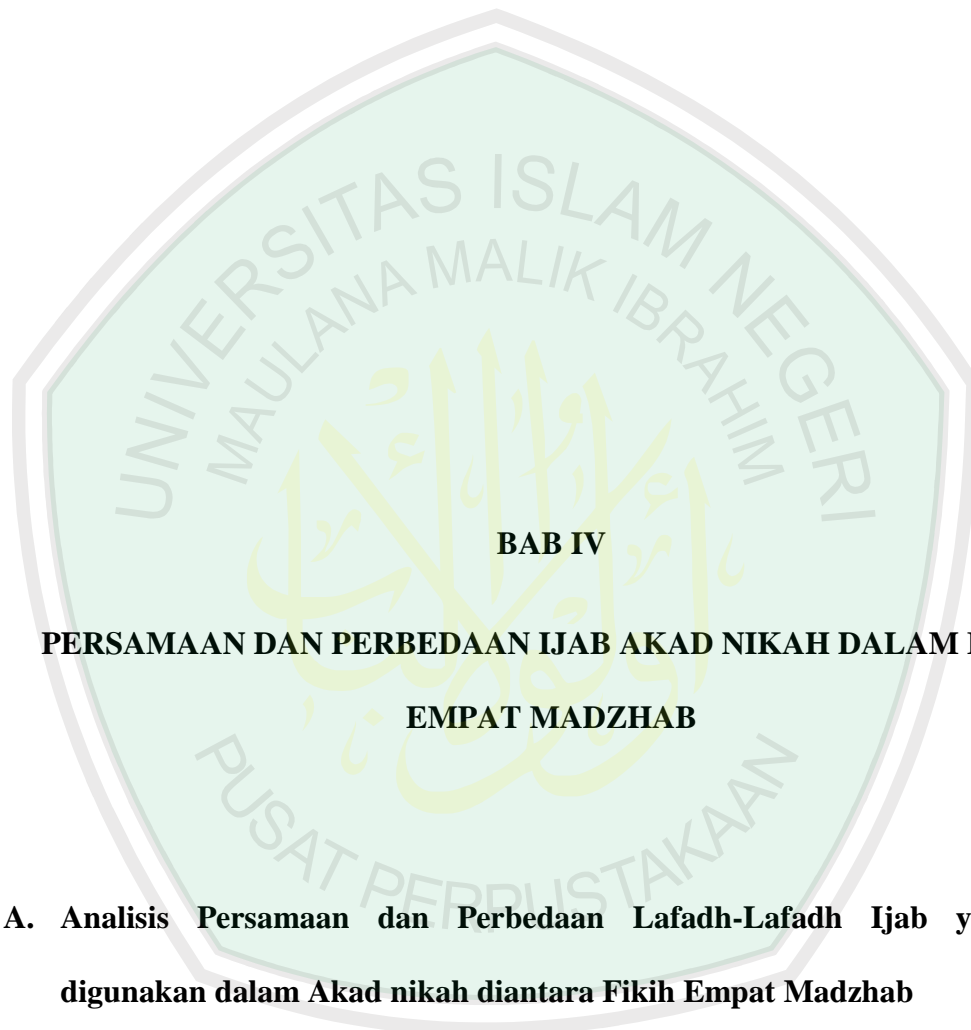 UNIVERSITAS ISLAM NEGERI
MAULANA MALIK IBRAHIM
BAB IV
PERSAMAAN DAN PERBEDAAN IJAB AKAD NIKAH DALAM
EMPAT MADZHAB
PUSAT PERPUSTAKAAN
A. Analisis Persamaan dan Perbedaan Lafadh-Lafadh Ijab y
digunakan dalam Akad nikah diantara Fikih Empat Madzhab